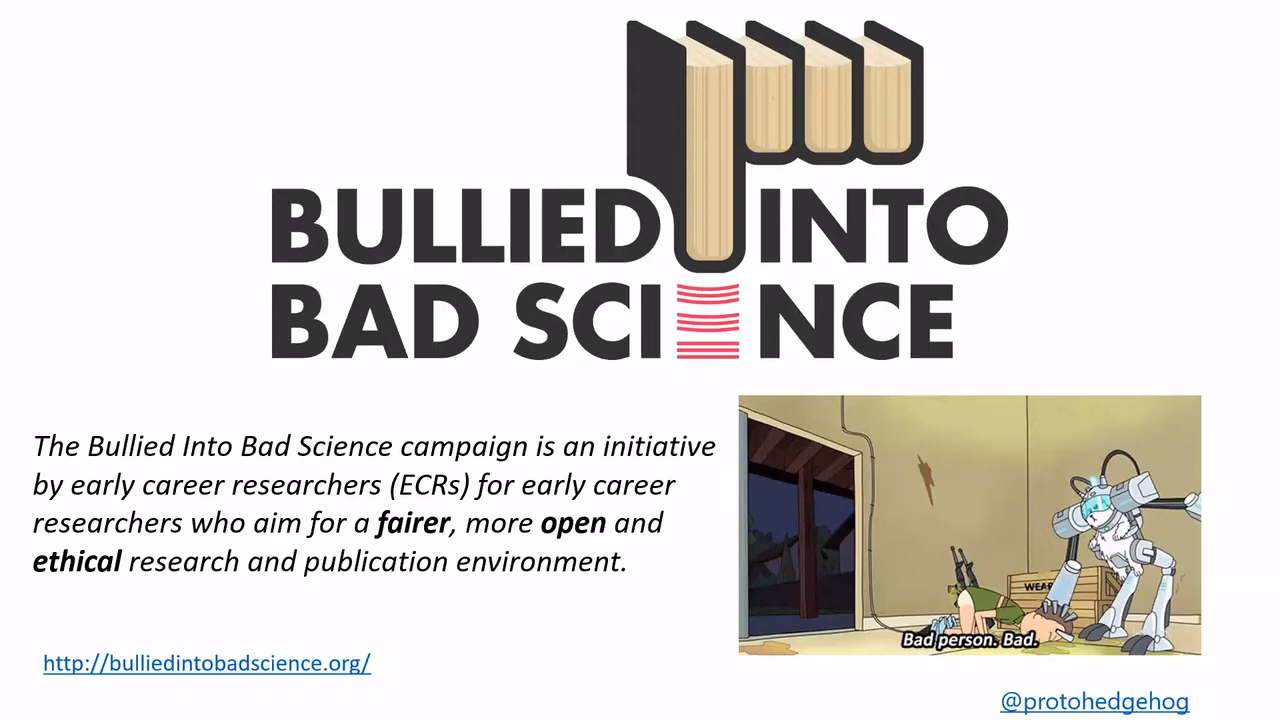 BULLIED INTO
BAD SCIENCE
The Bullied Into Bad Science campaign is an initiative
by early career researchers (ECRs) for early career
researchers who aim for a fairer, more open and
ethical research and publication environment.
WEA
Bad person. Bad.
http://bulliedintobadscience.org/
@protohedgehog